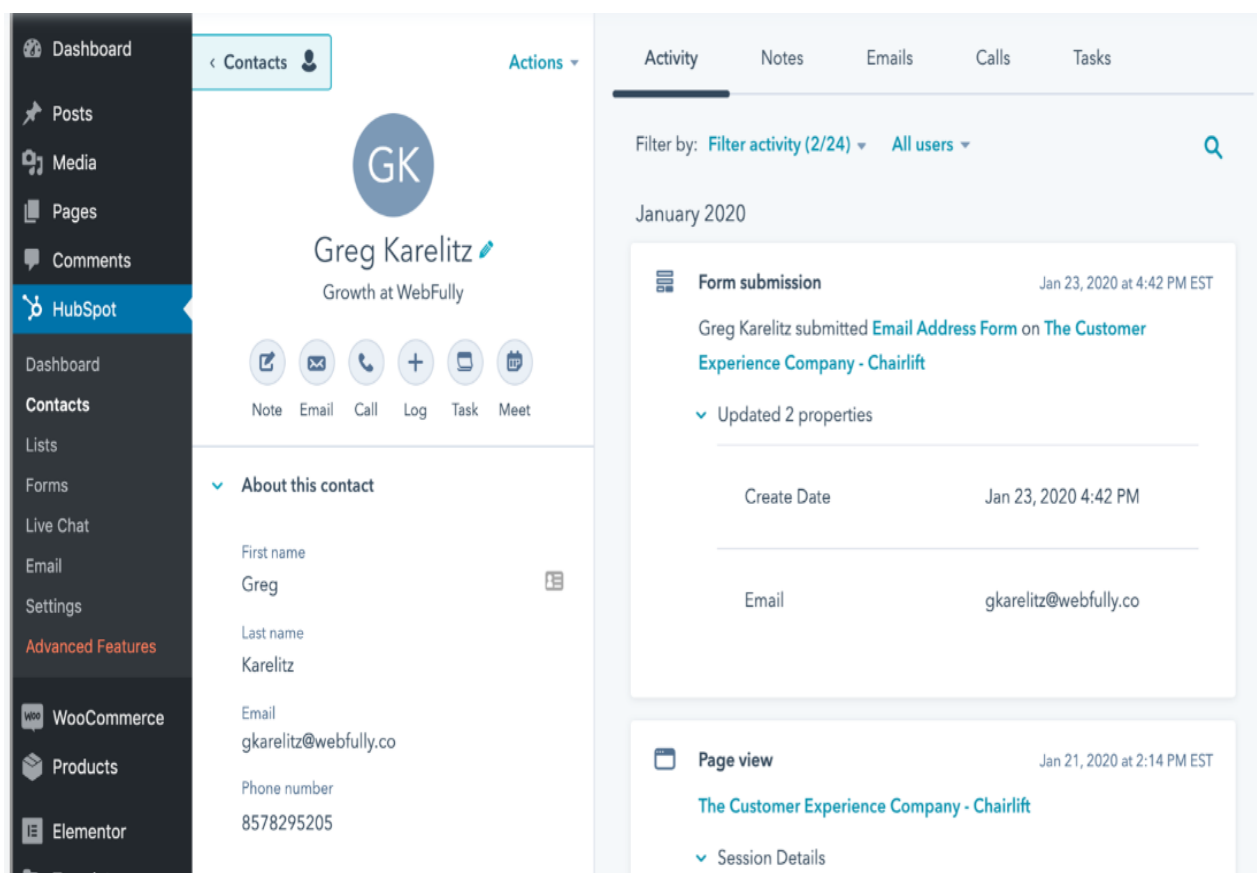 Dashboard
Posts
Media
Pages
Comments
HubSpot
Dashboard
Contacts
Lists
Forms
Live Chat
Email
Settings
Advanced Features
Woo WooCommerce
Products
Elementor
‹ Contacts
Actions
GK
Greg Karelitz
Growth at WebFully
Note Email Call Log Task Meet
About this contact
First name
Greg
Last name
Karelitz
Email
gkarelitz@webfully.co
Phone number
8578295205
Activity Notes Emails Calls Tasks
Filter by: Filter activity (2/24) All users
January 2020
Form submission Jan 23, 2020 at 4:42 PM EST
Greg Karelitz submitted Email Address Form on The Customer
Experience Company - Chairlift
Updated 2 properties
Create Date Jan 23, 2020 4:42 PM
Email gkarelitz@webfully.co
Page view Jan 21, 2020 at 2:14 PM EST
The Customer Experience Company - Chairlift
Session Details